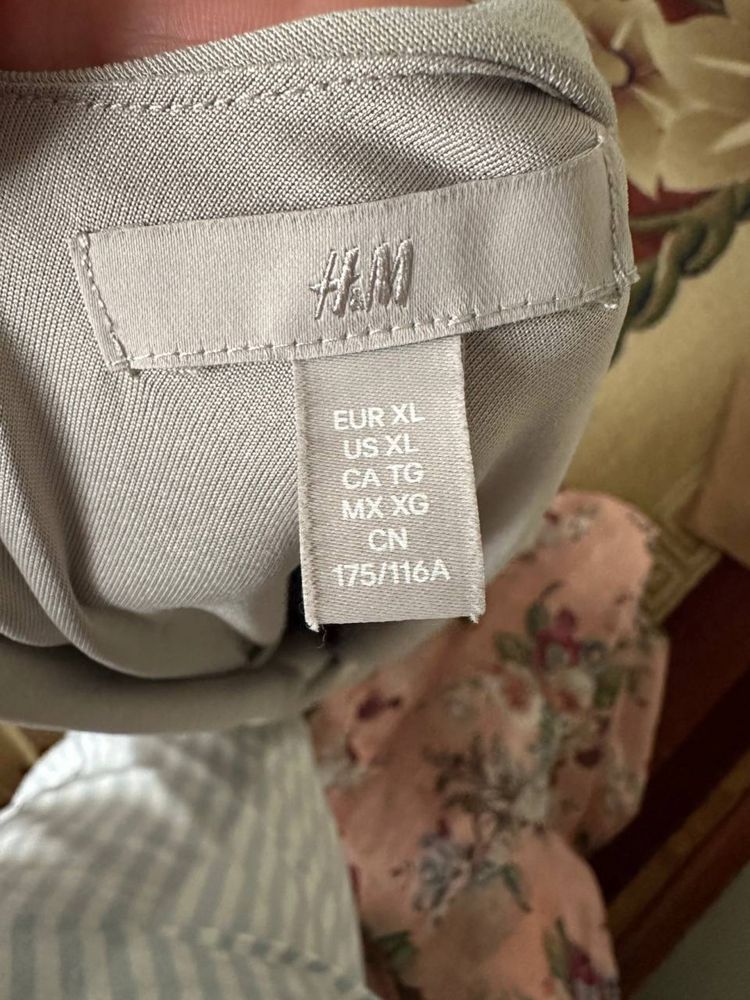 H&M
EUR XL
US XL
CA TG
MX XG
CN
175/116A